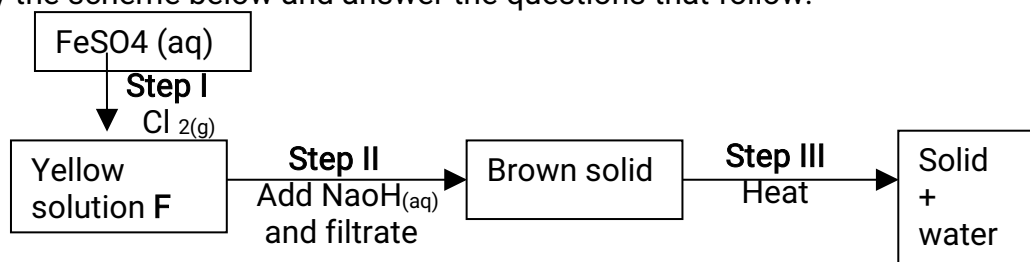 y the scheme below and answer the questions that follow.
FeSO4 (aq)
Step I
Cl 2(g)
Yellow
solution F
Step II
Add NaoH(aq)
and filtrate
Brown solid
Step III
Heat
Solid
+
water